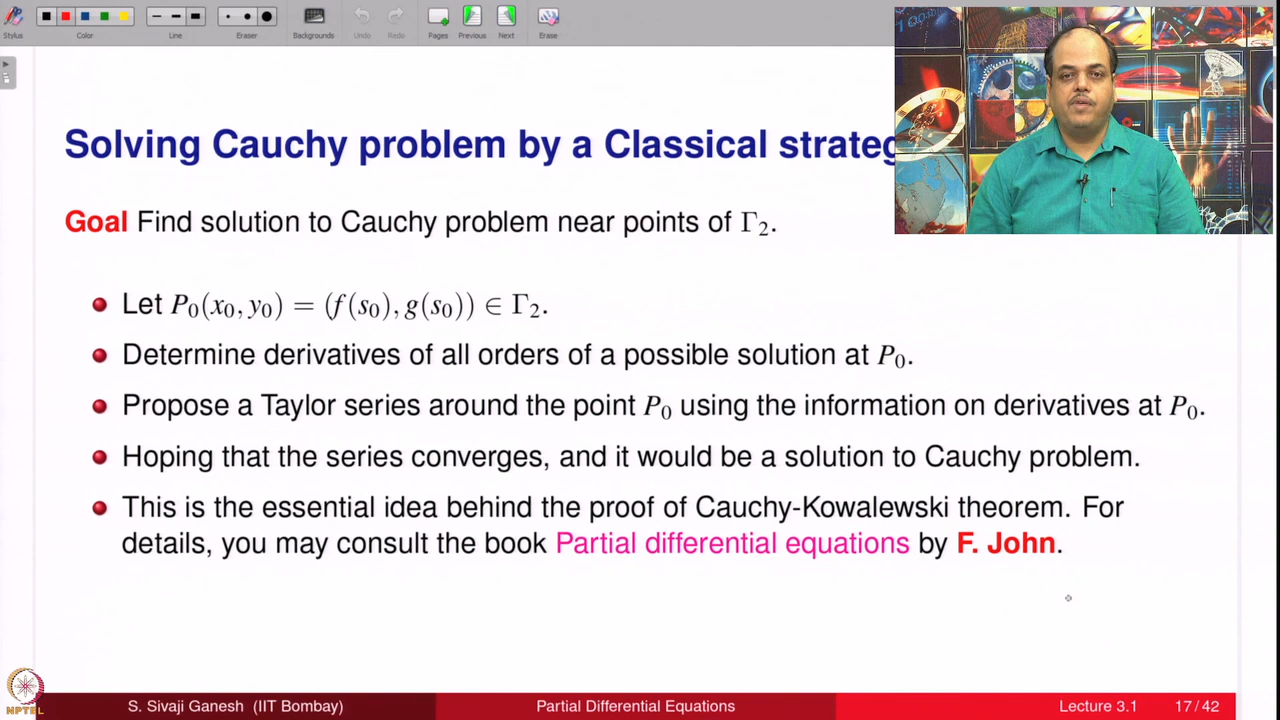 Stylus Color Line Eraser Backgrounds Undo Redo Pages Previous Next Erase
Solving Cauchy problem by a Classical strateg
Goal Find solution to Cauchy problem near points of Γ₂.
Let P₀(x₀, y₀) = (f(s₀), g(s₀)) ∈ Γ₂.
Determine derivatives of all orders of a possible solution at P₀.
Propose a Taylor series around the point P₀ using the information on derivatives at P₀.
Hoping that the series converges, and it would be a solution to Cauchy problem.
This is the essential idea behind the proof of Cauchy-Kowalewski theorem. For
details, you may consult the book Partial differential equations by F. John.
NPTEL
S. Sivaji Ganesh (IIT Bombay) Partial Differential Equations Lecture 3.1 17/42